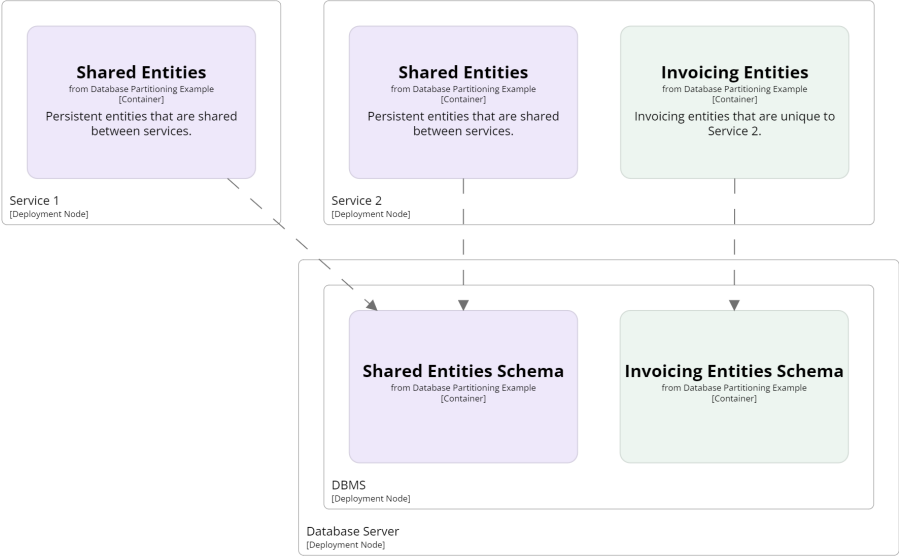 Shared Entities
from Database Partitioning Example
[Container]
Persistent entities that are shared
between services.
Service 1
[Deployment Node]
Shared Entities
from Database Partitioning Example
[Container]
Persistent entities that are shared
between services.
Invoicing Entities
from Database Partitioning Example
[Container]
Invoicing entities that are unique to
Service 2.
Service 2
[Deployment Node]
Shared Entities Schema
from Database Partitioning Example
[Container]
Invoicing Entities Schema
from Database Partitioning Example
[Container]
DBMS
[Deployment Node]
Database Server
[Deployment Node]